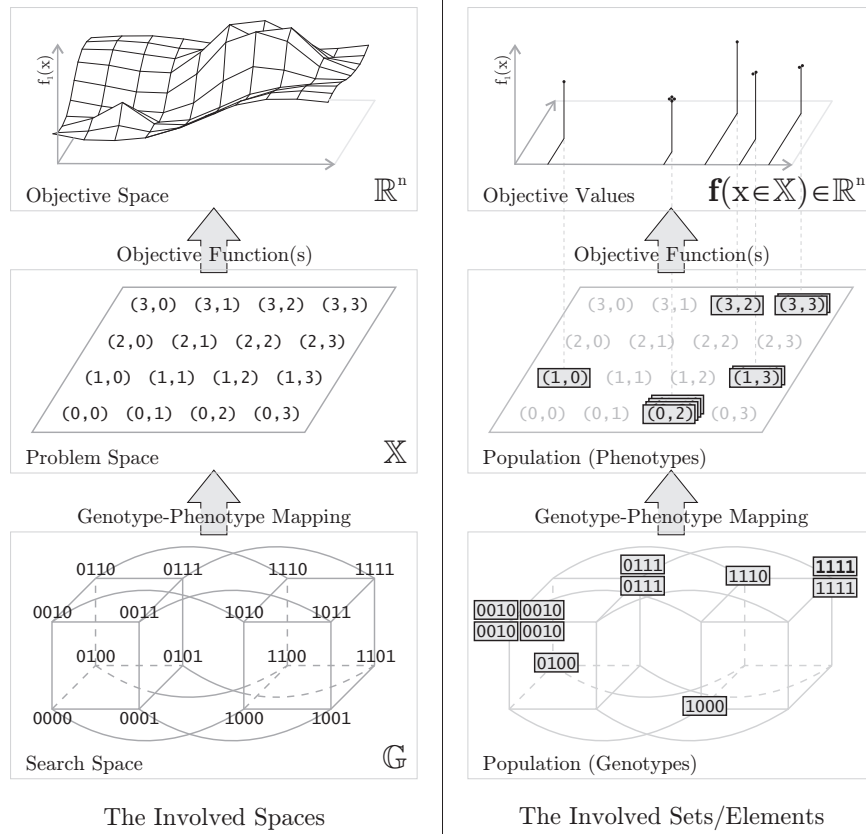 f₁(x)
Objective Space ℝⁿ
Objective Function(s)
(3,0) (3,1) (3,2) (3,3)
(2,0) (2,1) (2,2) (2,3)
(1,0) (1,1) (1,2) (1,3)
(0,0) (0,1) (0,2) (0,3)
Problem Space 𝕏
Genotype-Phenotype Mapping
0110 0111 1110 1111
0010 0011 1010 1011
0100 0101 1100 1101
0000 0001 1000 1001
Search Space 𝔾
The Involved Spaces
f₁(x)
Objective Values f(x∈𝕏)∈ℝⁿ
Objective Function(s)
(3,0) (3,1) (3,2) (3,3)
(2,0) (2,1) (2,2) (2,3)
(1,0) (1,1) (1,2) (1,3)
(0,0) (0,1) (0,2) (0,3)
Population (Phenotypes)
Genotype-Phenotype Mapping
0111 1110 1111
0111 1111
0010 0010
0010 0010
0100
1000
Population (Genotypes)
The Involved Sets/Elements